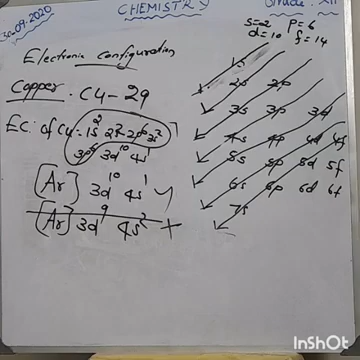 30-09-2020 CHEMISTRY Grade. XII
s=2 p=6
d=10 f=14
Electronic configuration
Copper. Cu-29
EC. of Cu = 1s² 2s² 2p⁶ 3s²
3p⁶ 3d¹⁰ 4s¹
[Ar] 3d¹⁰ 4s¹ ✓
[Ar] 3d⁹ 4s² ×
1s
2s 2p
3s 3p 3d
4s 4p 4d 4f
5s 5p 5d 5f
6s 6p 6d 6f
7s
InShOt